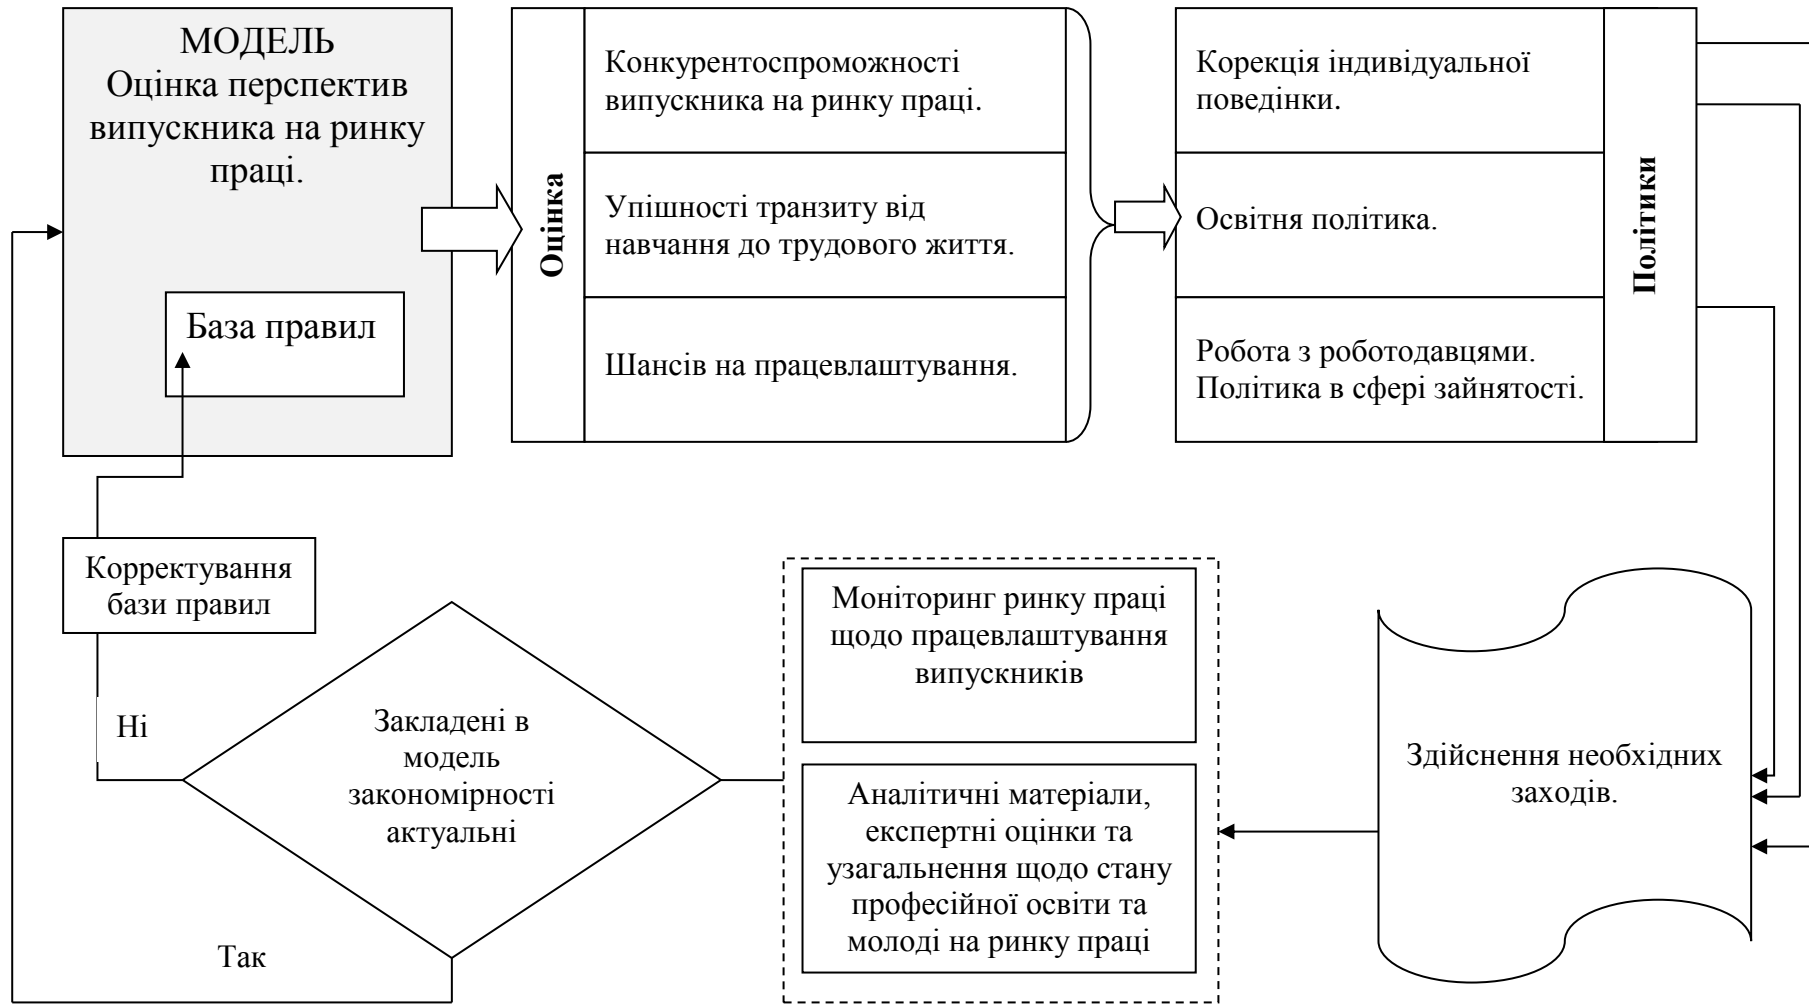 МОДЕЛЬ
Оцінка перспектив
випускника на ринку
праці.
База правил
Оцінка
Конкурентоспроможності
випускника на ринку праці.
Упішності транзиту від
навчання до трудового життя.
Шансів на працевлаштування.
Корекція індивідуальної
поведінки.
Освітня політика.
Робота з роботодавцями.
Політика в сфері зайнятості.
Політики
Корректування
бази правил
Ні
Закладені в
модель
закономірності
актуальні
Так
Моніторинг ринку праці
щодо працевлаштування
випускників
Аналітичні матеріали,
експертні оцінки та
узагальнення щодо стану
професійної освіти та
молоді на ринку праці
Здійснення необхідних
заходів.